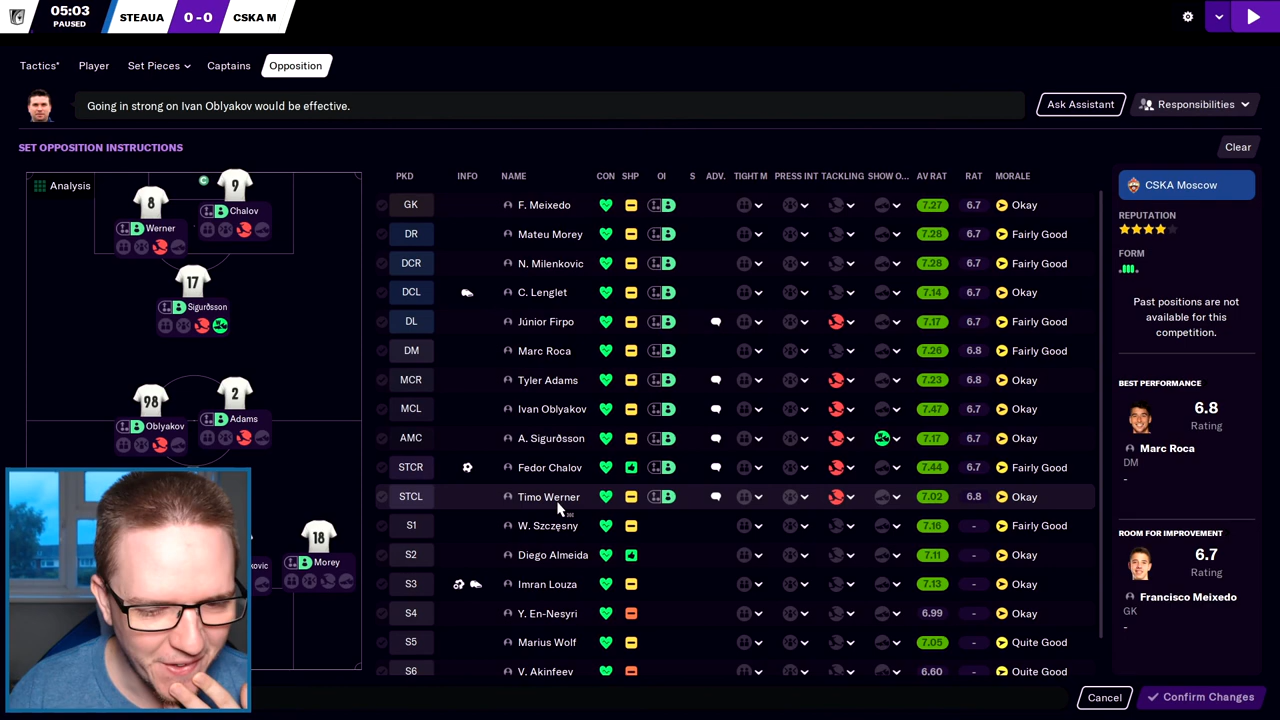 05:03
PAUSED
STEAUA
0 - 0
CSKA M
Tactics*
Player
Set Pieces
Captains
Opposition
Going in strong on Ivan Oblyakov would be effective.
Ask Assistant
Responsibilities
SET OPPOSITION INSTRUCTIONS
Clear
Analysis
8
Werner
9
Chalov
17
Sigurðsson
98
Oblyakov
2
Adams
kovic
18
Morey
PKD INFO NAME CON SHP OI S ADV. TIGHT M PRESS INT TACKLING SHOW O... AV RAT RAT MORALE
GK F. Meixedo 7.27 6.7 Okay
DR Mateu Morey 7.28 6.7 Fairly Good
DCR N. Milenkovic 7.28 6.7 Fairly Good
DCL C. Lenglet 7.14 6.7 Okay
DL Júnior Firpo 7.17 6.7 Fairly Good
DM Marc Roca 7.26 6.8 Fairly Good
MCR Tyler Adams 7.23 6.8 Okay
MCL Ivan Oblyakov 7.47 6.7 Okay
AMC A. Sigurðsson 7.17 6.7 Okay
STCR Fedor Chalov 7.44 6.7 Fairly Good
STCL Timo Werner 7.02 6.8 Okay
S1 W. Szczęsny 7.16 - Fairly Good
S2 Diego Almeida 7.11 - Okay
S3 Imran Louza 7.13 - Okay
S4 Y. En-Nesyri 6.99 - Okay
S5 Marius Wolf 7.05 - Quite Good
S6 V. Akinfeev 6.60 - Quite Good
CSKA Moscow
REPUTATION
FORM
Past positions are not
available for this
competition.
BEST PERFORMANCE
6.8
Rating
Marc Roca
DM
-
ROOM FOR IMPROVEMENT
6.7
Rating
Francisco Meixedo
GK
-
Cancel
Confirm Changes